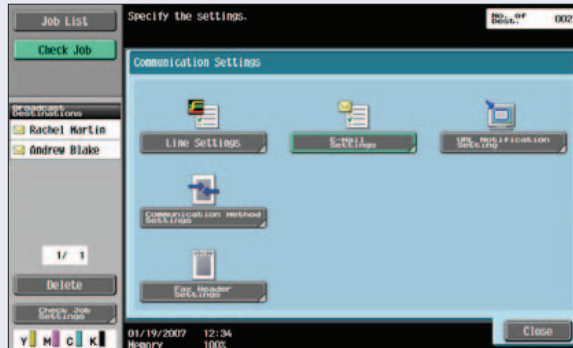 Job List
Specify the settings.
No. of
Dest.
002
Check Job
Communication Settings
Broadcast
Destinations
Rachel Martin
Andrew Blake
Line Settings
E-Mail
Settings
URL Notification
Setting
Communication Method
Settings
1/ 1
Delete
Fax Header
Settings
Check Job
Settings
Y M C K
01/19/2007 12:34
Memory 100%
Close